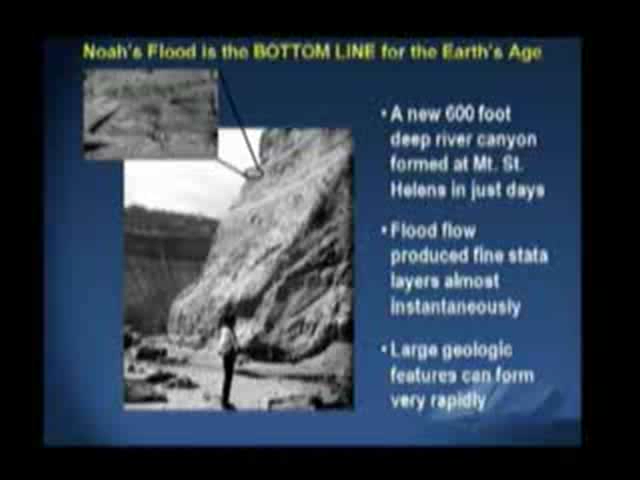 Noah's Flood is the BOTTOM LINE for the Earth's Age
• A new 600 foot
deep river canyon
formed at Mt. St.
Helens in just days
• Flood flow
produced fine stata
layers almost
instantaneously
• Large geologic
features can form
very rapidly